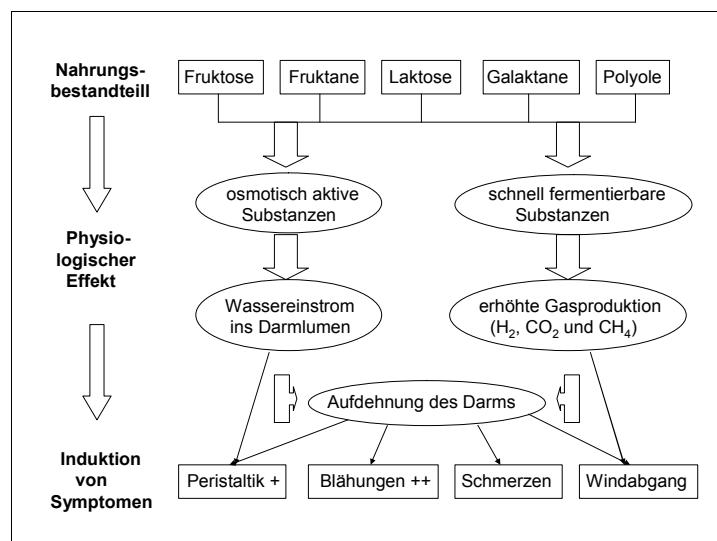 Nahrungs-
bestandteill
Fruktose
Fruktane
Laktose
Galaktane
Polyole
osmotisch aktive
Substanzen
schnell fermentierbare
Substanzen
Physio-
logischer
Effekt
Wassereinstrom
ins Darmlumen
erhöhte Gasproduktion
(H₂, CO₂ und CH₄)
Aufdehnung des Darms
Induktion
von
Symptomen
Peristaltik +
Blähungen ++
Schmerzen
Windabgang